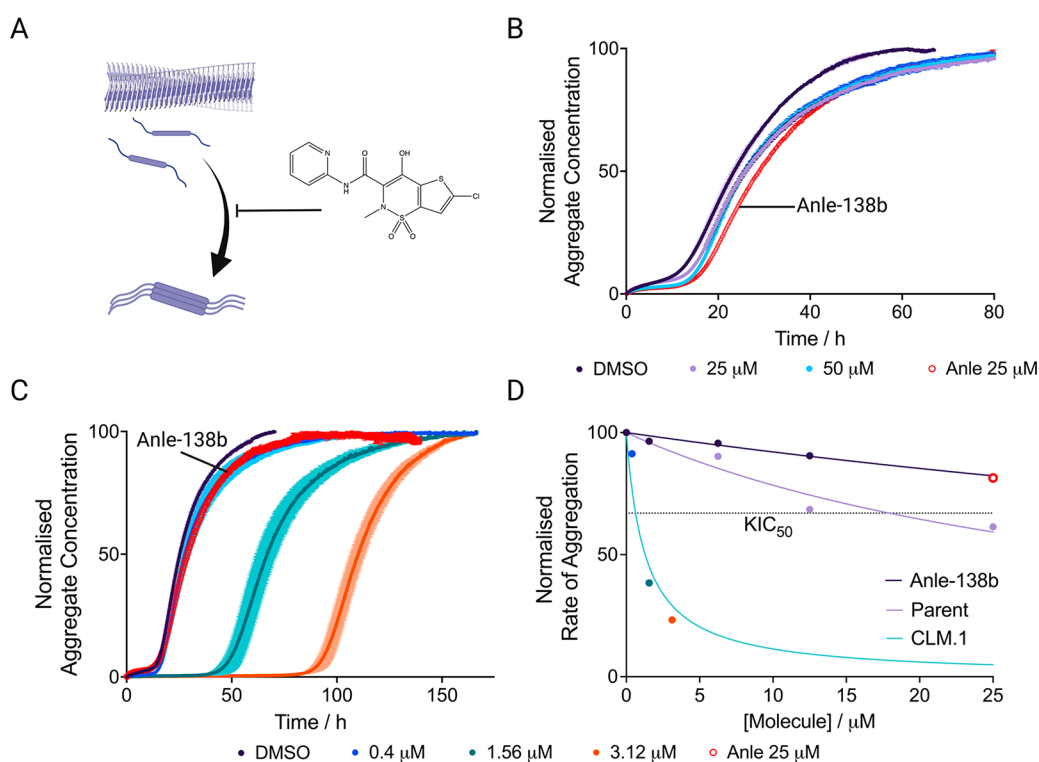 A
N
O
OH
NH
S
Cl
N
S
O
O
B
Normalised
Aggregate Concentration
100
50
0
0
20
40
60
80
Time / h
Anle-138b
DMSO
25 μM
50 μM
Anle 25 μM
C
Normalised
Aggregate Concentration
100
50
0
0
50
100
150
Time / h
Anle-138b
DMSO
0.4 μM
1.56 μM
3.12 μM
Anle 25 μM
D
Normalised
Rate of Aggregation
100
50
0
0
5
10
15
20
25
[Molecule] / μM
KIC50
Anle-138b
Parent
CLM.1